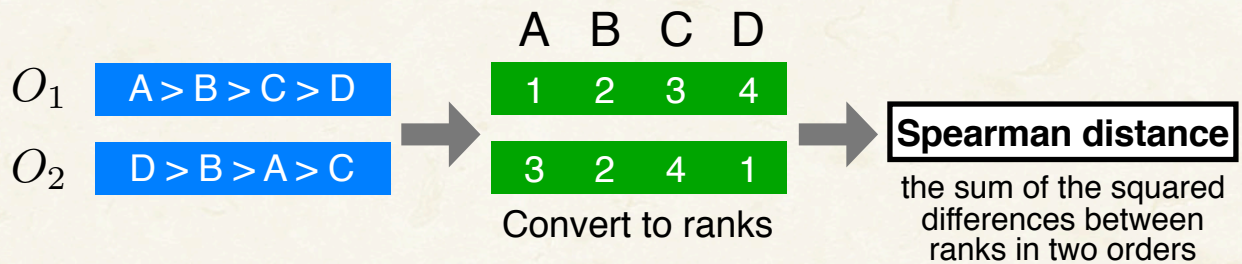 A B C D
O1 A > B > C > D 1 2 3 4
O2 D > B > A > C 3 2 4 1
Convert to ranks
Spearman distance
the sum of the squared
differences between
ranks in two orders